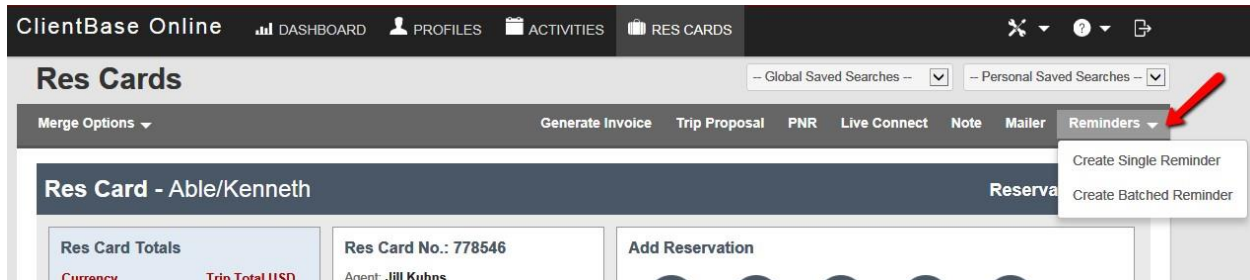 ClientBase Online DASHBOARD PROFILES ACTIVITIES RES CARDS
Res Cards -- Global Saved Searches -- -- Personal Saved Searches --
Merge Options Generate Invoice Trip Proposal PNR Live Connect Note Mailer Reminders
Create Single Reminder
Create Batched Reminder
Res Card - Able/Kenneth Reserva
Res Card Totals Res Card No.: 778546 Add Reservation
Currency Trip Total USD Agent: Jill Kuhns